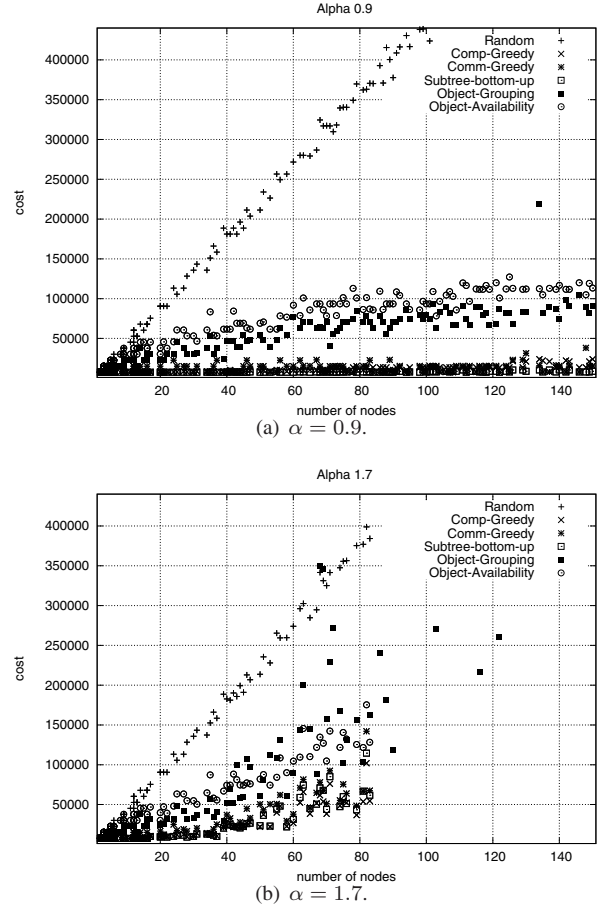 Alpha 0.9
400000
350000
300000
250000
200000
150000
100000
50000
cost
Random
Comp-Greedy
Comm-Greedy
Subtree-bottom-up
Object-Grouping
Object-Availability
20 40 60 80 100 120 140
number of nodes
(a) α = 0.9.
Alpha 1.7
400000
350000
300000
250000
200000
150000
100000
50000
cost
Random
Comp-Greedy
Comm-Greedy
Subtree-bottom-up
Object-Grouping
Object-Availability
20 40 60 80 100 120 140
number of nodes
(b) α = 1.7.